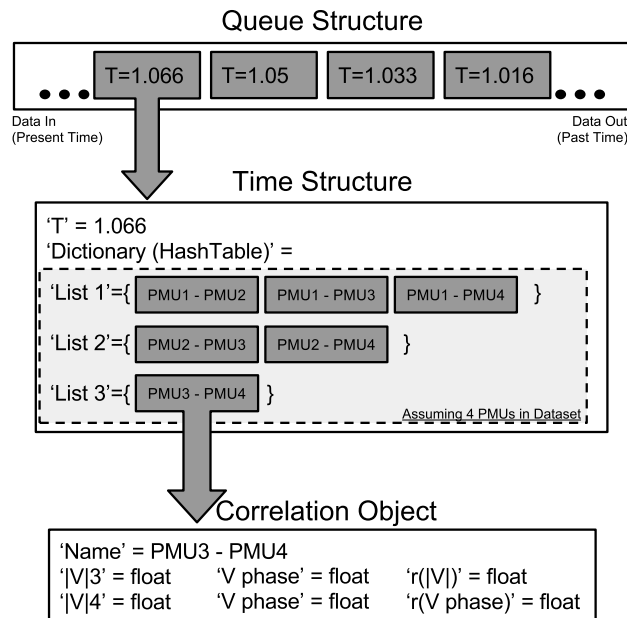 Queue Structure
T=1.066 T=1.05 T=1.033 T=1.016
Data In
(Present Time)
Data Out
(Past Time)
Time Structure
‘T’ = 1.066
‘Dictionary (HashTable)’ =
‘List 1’={ PMU1 - PMU2 PMU1 - PMU3 PMU1 - PMU4 }
‘List 2’={ PMU2 - PMU3 PMU2 - PMU4 }
‘List 3’={ PMU3 - PMU4 }
Assuming 4 PMUs in Dataset
Correlation Object
‘Name’ = PMU3 - PMU4
‘|V|3’ = float ‘V phase’ = float ‘r(|V|)’ = float
‘|V|4’ = float ‘V phase’ = float ‘r(V phase)’ = float